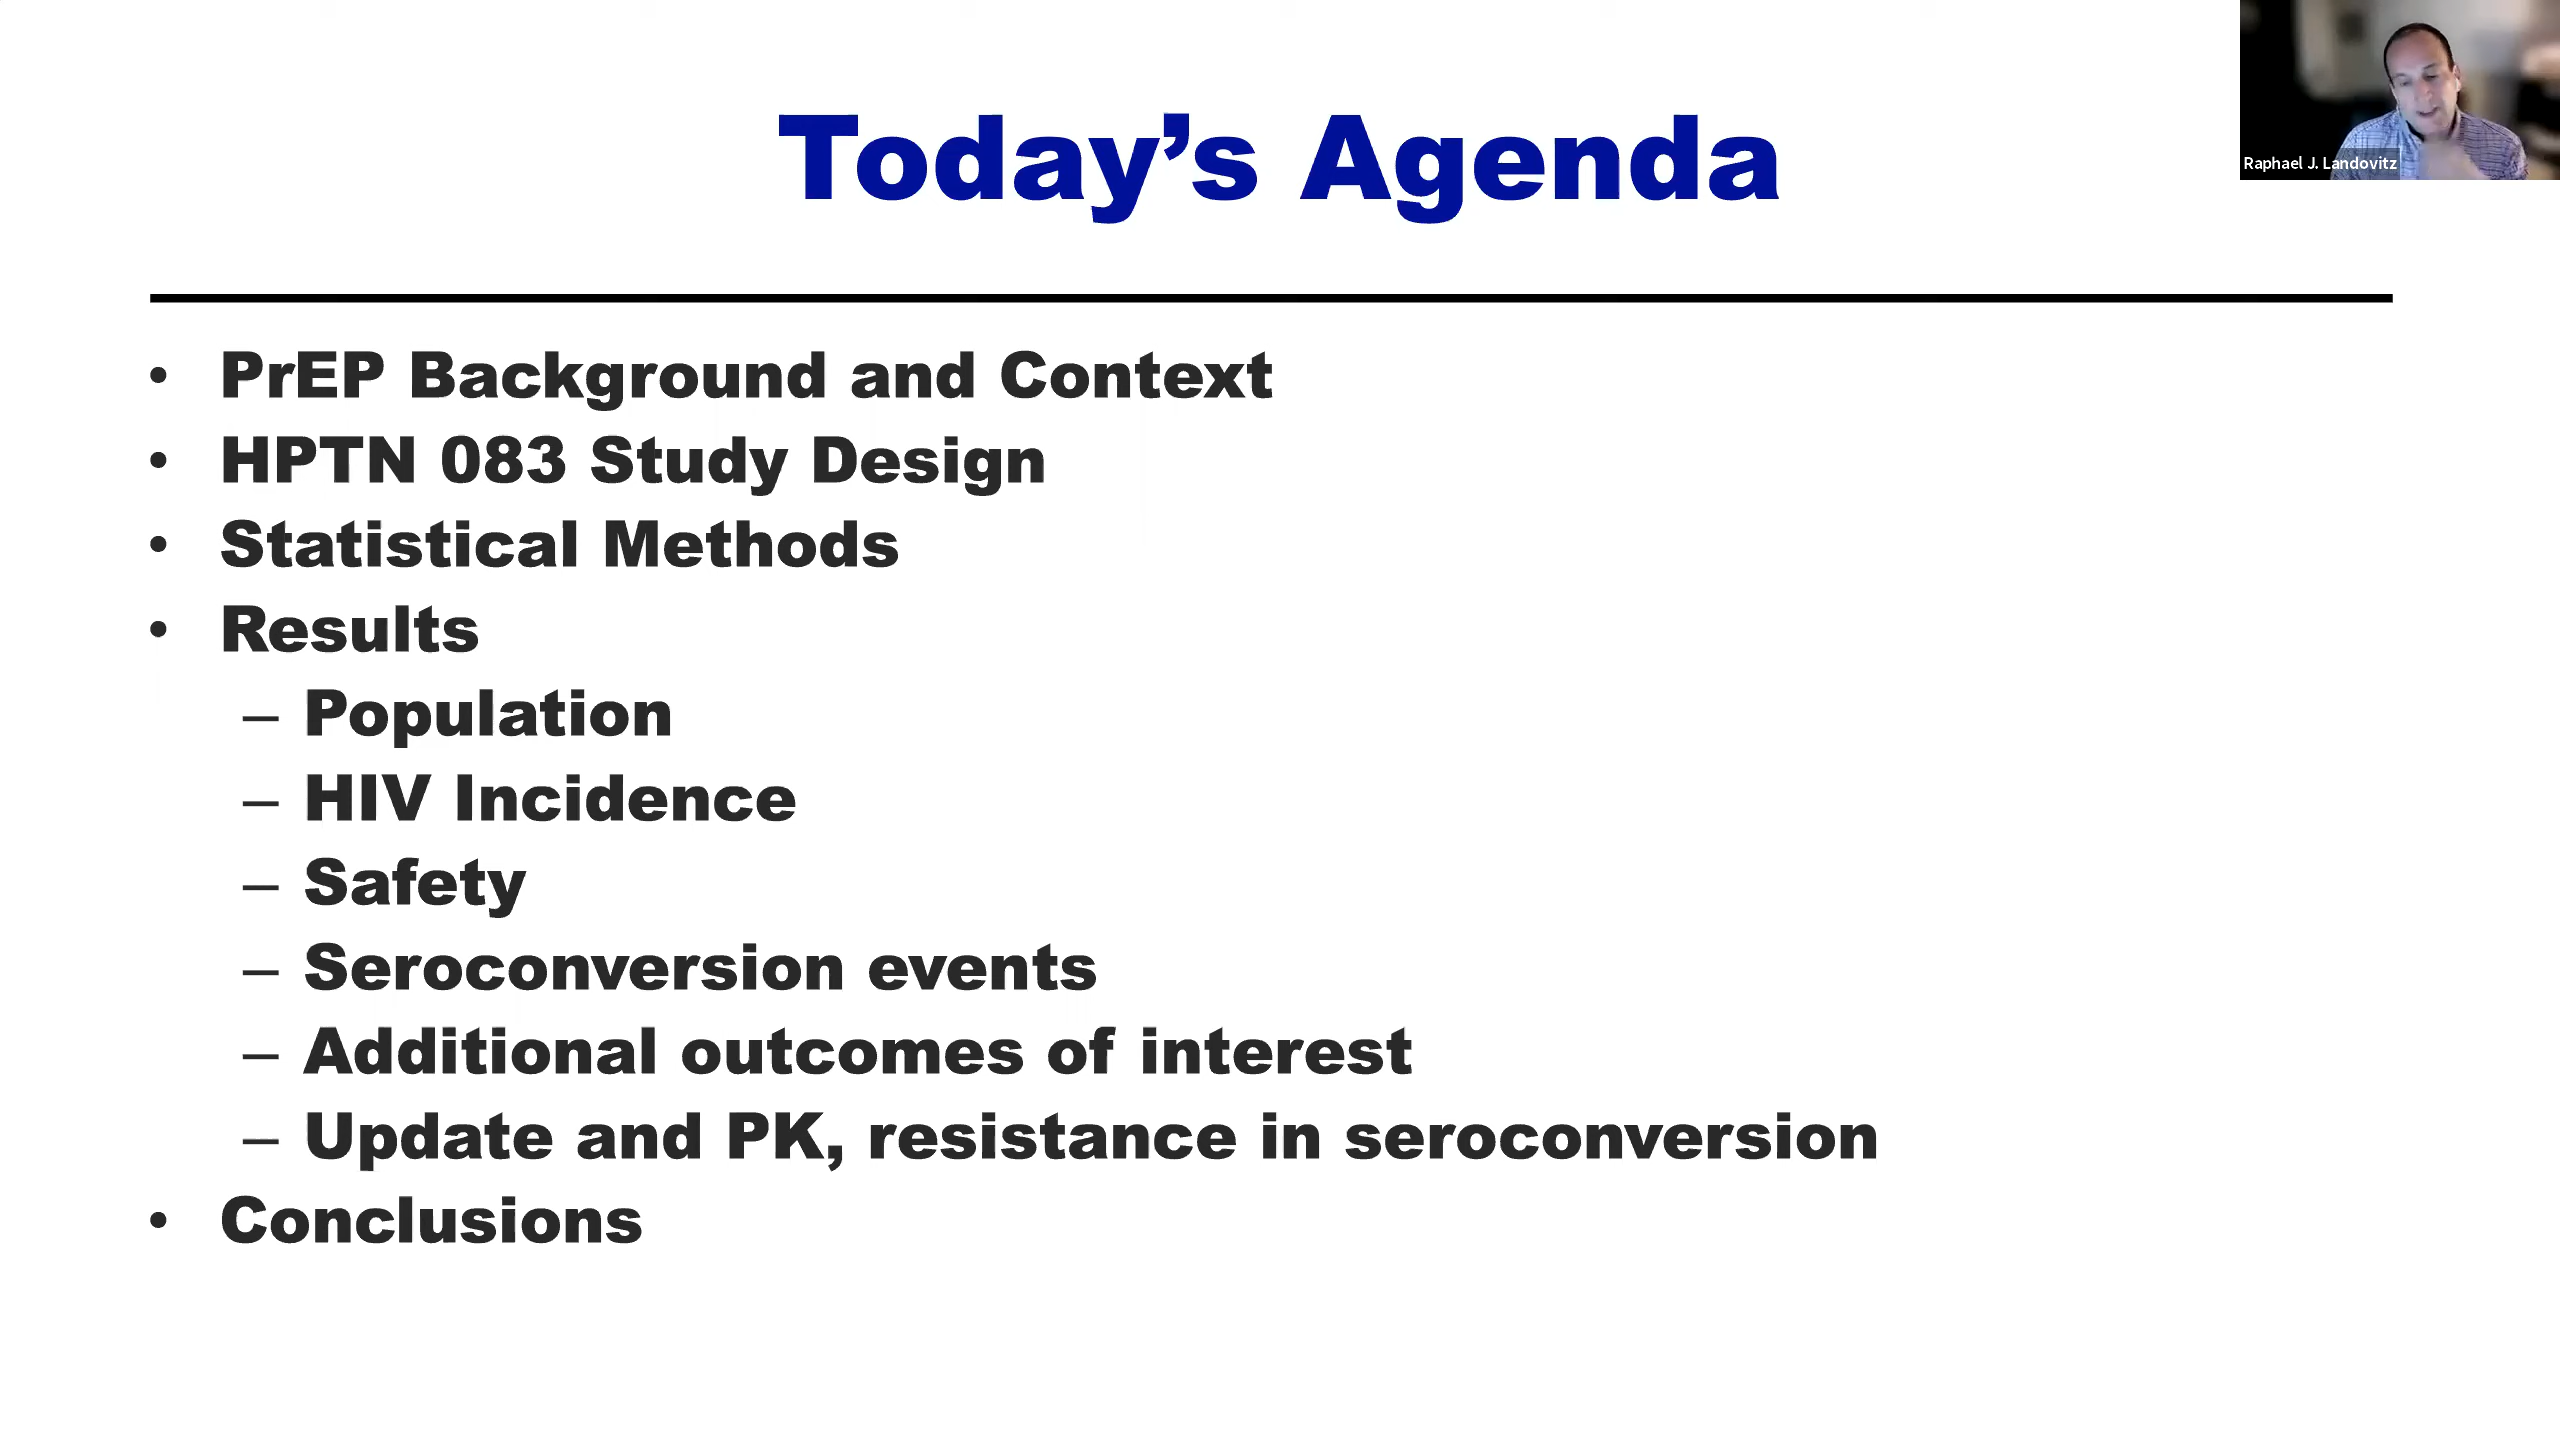 Today's Agenda
Raphael J. Landovitz
• PrEP Background and Context
• HPTN 083 Study Design
• Statistical Methods
• Results
– Population
– HIV Incidence
– Safety
– Seroconversion events
– Additional outcomes of interest
– Update and PK, resistance in seroconversion
• Conclusions